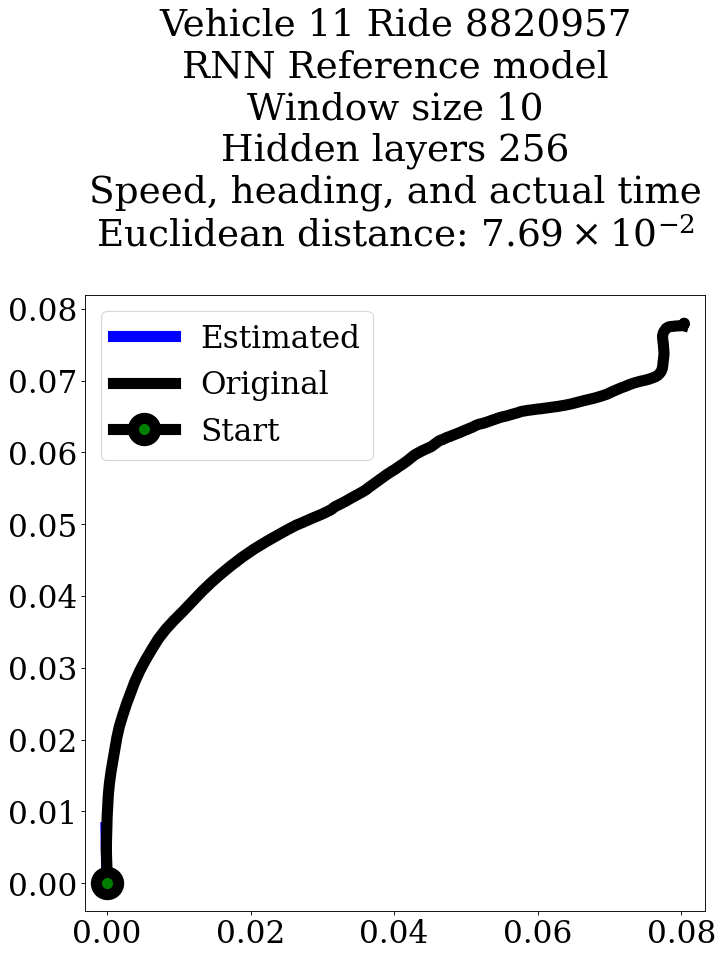 Vehicle 11 Ride 8820957
RNN Reference model
Window size 10
Hidden layers 256
Speed, heading, and actual time
Euclidean distance: 7.69 × 10⁻²
0.08
0.07
0.06
0.05
0.04
0.03
0.02
0.01
0.00
Estimated
Original
Start
0.00 0.02 0.04 0.06 0.08